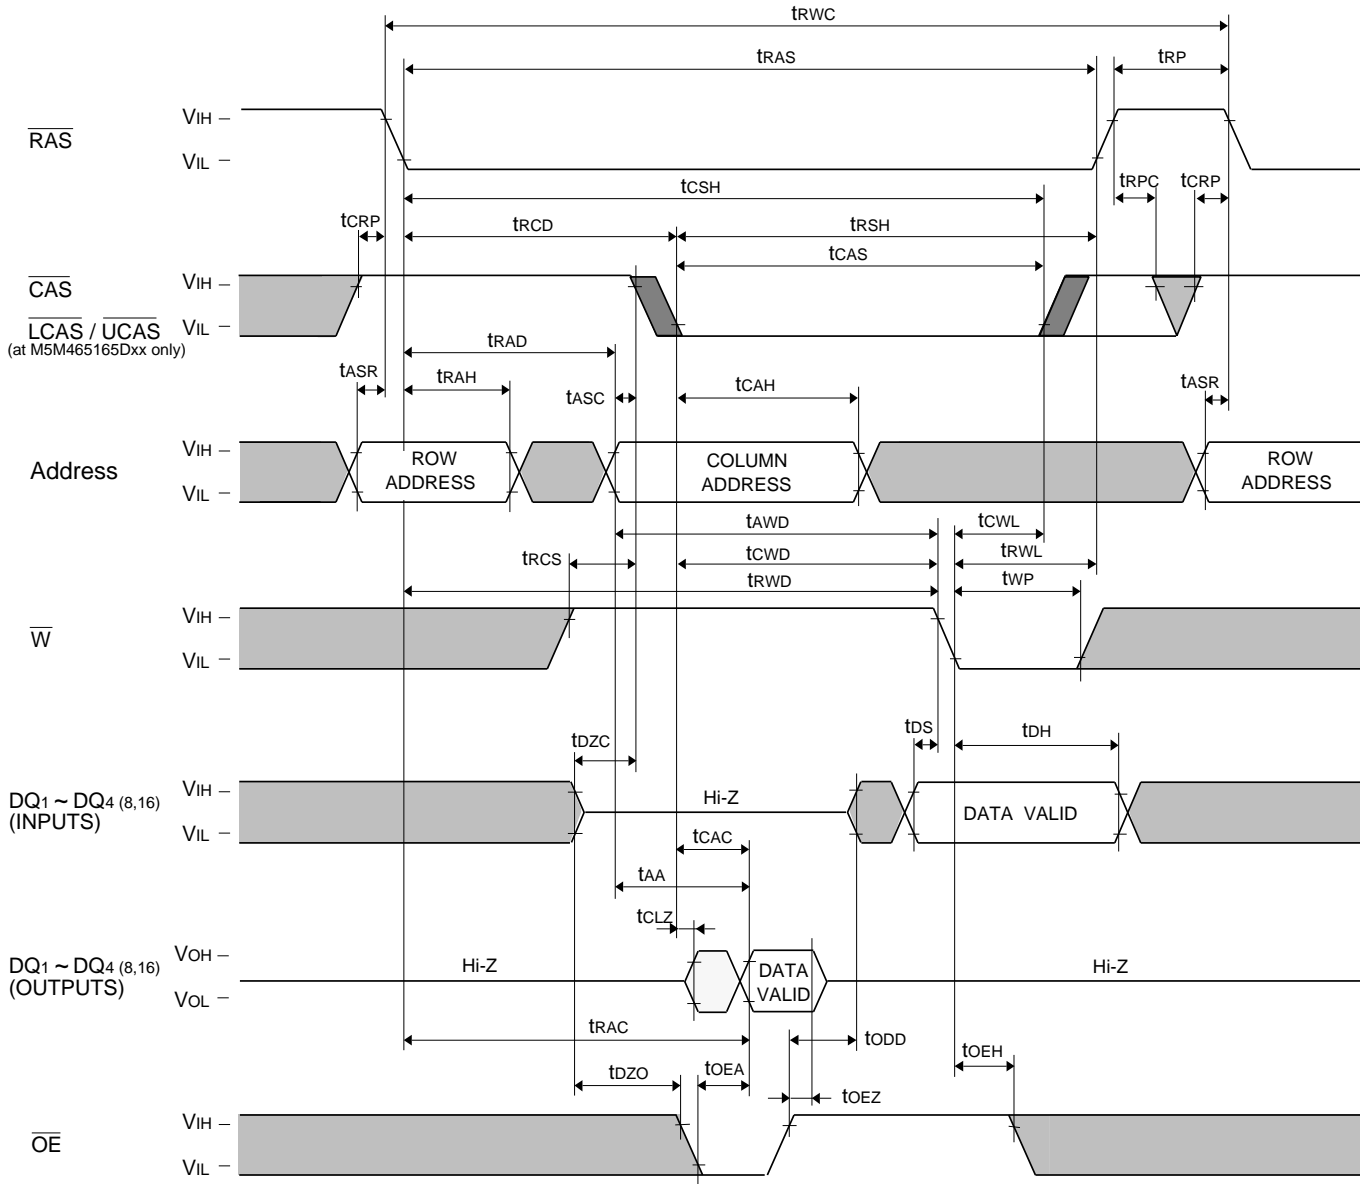 tRWC
tRAS
tRP
RAS
VIH
VIL
tCSH
tRPC
tCRP
tCRP
tRCD
tRSH
tCAS
CAS
LCAS / UCAS
(at M5M465165Dxx only)
VIH
VIL
tRAD
tASR
tRAH
tASC
tCAH
tASR
Address
VIH
VIL
ROW
ADDRESS
COLUMN
ADDRESS
ROW
ADDRESS
tAWD
tCWL
tRCS
tCWD
tRWL
tRWD
tWP
W
VIH
VIL
tDZC
tDS
tDH
DQ1 ~ DQ4 (8,16)
(INPUTS)
VIH
VIL
Hi-Z
DATA VALID
tCAC
tAA
tCLZ
DQ1 ~ DQ4 (8,16)
(OUTPUTS)
VOH
VOL
Hi-Z
DATA
VALID
Hi-Z
tRAC
tODD
tOEH
tDZO
tOEA
tOEZ
OE
VIH
VIL